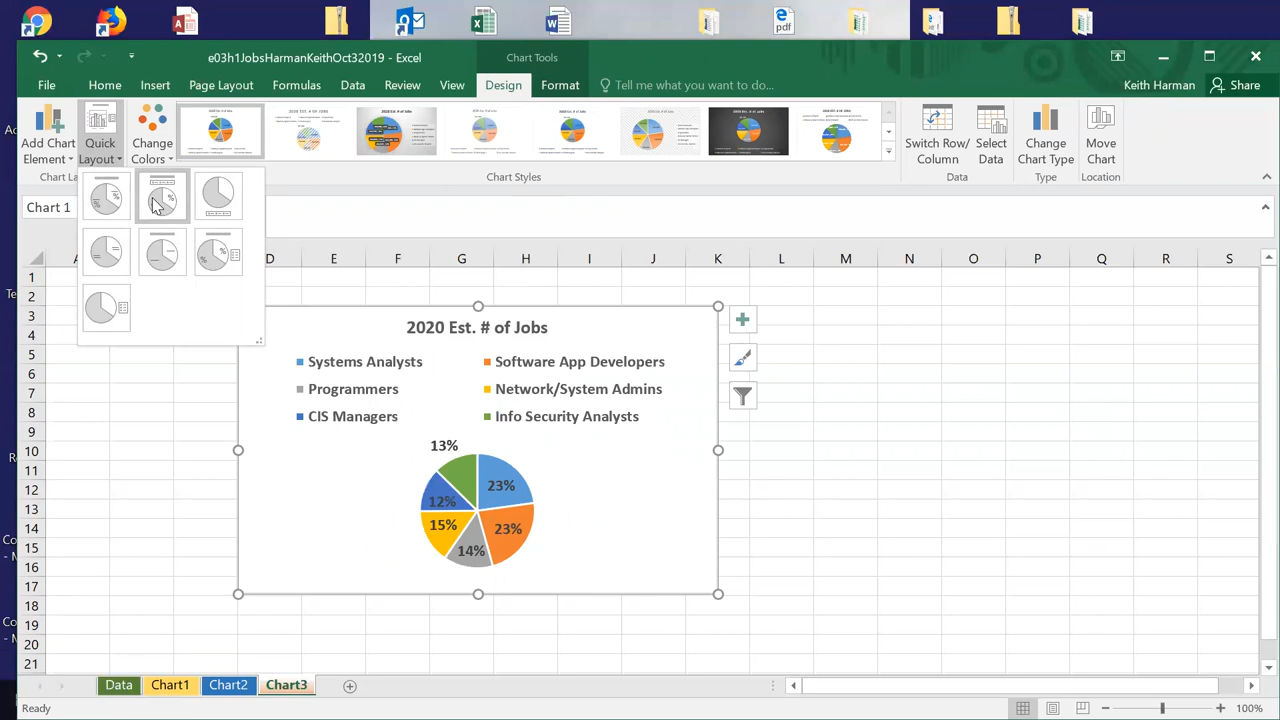 pdf
e03h1JobsHarmanKeithOct32019 - Excel
Chart Tools
File Home Insert Page Layout Formulas Data Review View Design Format Tell me what you want to do... Keith Harman Share
Add Chart Element
Quick Layout
Change Colors
Switch Row/ Column
Select Data
Change Chart Type
Move Chart
Chart Styles Data Type Location
Chart 1
D E F G H I J K L M N O P Q R S
1
2
3
4
5
6
7
8
9
10
11
12
13
14
15
16
17
18
19
20
21
2020 Est. # of Jobs
Systems Analysts Software App Developers
Programmers Network/System Admins
CIS Managers Info Security Analysts
13%
23%
12%
15%
23%
14%
Data Chart1 Chart2 Chart3
Ready 100%